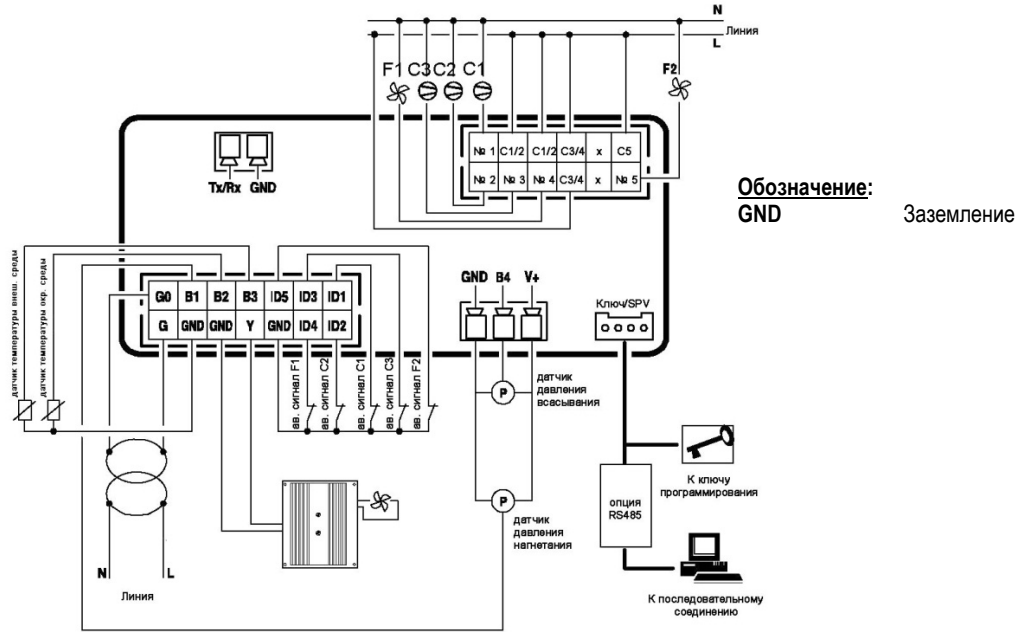 N
Линия
L
F1 C3 C2 C1
F2
№ 1 C1/2 C1/2 C3/4 x C5
№ 2 № 3 № 4 C3/4 x № 5
Tx/Rx GND
Обозначение:
GND Заземление
датчик температуры внеш. среды
датчик температуры окр. среды
G0 B1 B2 B3 ID5 ID3 ID1
G GND GND Y GND ID4 ID2
GND B4 V+
Ключ/SPV
ав. сигнал F1
ав. сигнал C2
ав. сигнал C1
ав. сигнал C3
ав. сигнал F2
P
датчик
давления
всасывания
P
датчик
давления
нагнетания
К ключу
программирования
опция
RS485
К последовательному
соединению
N L
Линия